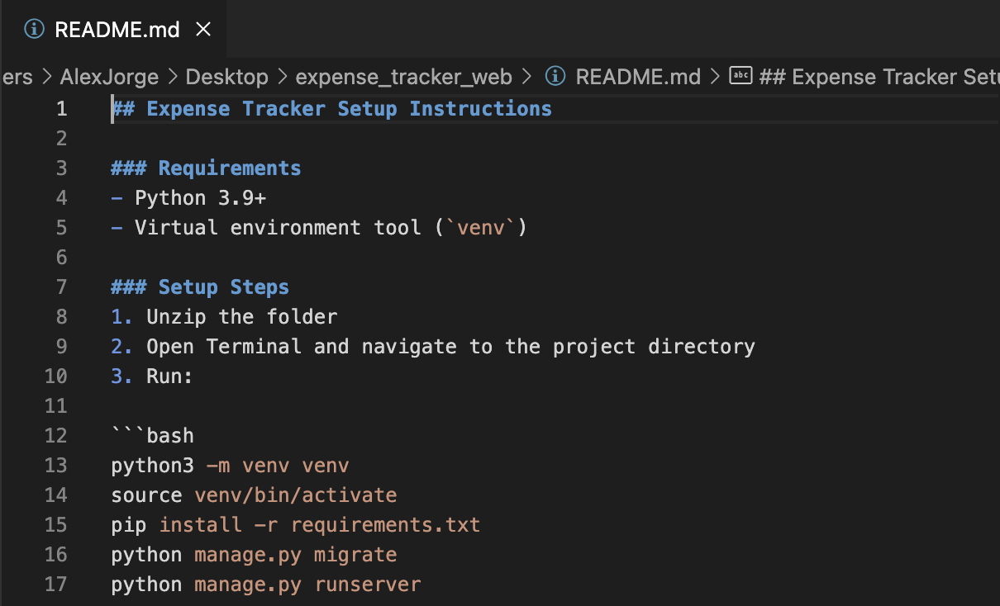 README.md
ers > AlexJorge > Desktop > expense_tracker_web > README.md > abc ## Expense Tracker Setu
1 ## Expense Tracker Setup Instructions
2
3 ### Requirements
4 - Python 3.9+
5 - Virtual environment tool (`venv`)
6
7 ### Setup Steps
8 1. Unzip the folder
9 2. Open Terminal and navigate to the project directory
10 3. Run:
11
12 ```bash
13 python3 -m venv venv
14 source venv/bin/activate
15 pip install -r requirements.txt
16 python manage.py migrate
17 python manage.py runserver